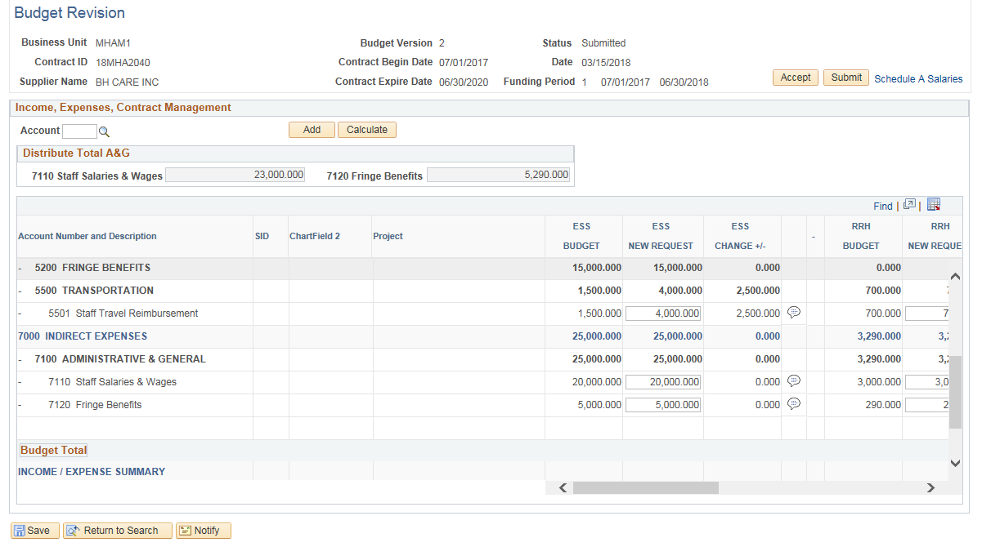 Budget Revision
Business Unit MHAM1 Budget Version 2 Status Submitted
Contract ID 18MHA2040 Contract Begin Date 07/01/2017 Date 03/15/2018
Supplier Name BH CARE INC Contract Expire Date 06/30/2020 Funding Period 1 07/01/2017 06/30/2018 Accept Submit Schedule A Salaries
Income, Expenses, Contract Management
Account Add Calculate
Distribute Total A&G
7110 Staff Salaries & Wages 23,000.000 7120 Fringe Benefits 5,290.000
Find | |
ESS ESS ESS RRH RRH
Account Number and Description SID ChartField 2 Project -
BUDGET NEW REQUEST CHANGE +/- BUDGET NEW REQUE
- 5200 FRINGE BENEFITS 15,000.000 15,000.000 0.000 0.000
- 5500 TRANSPORTATION 1,500.000 4,000.000 2,500.000 700.000
- 5501 Staff Travel Reimbursement 1,500.000 4,000.000 2,500.000 700.000 7
7000 INDIRECT EXPENSES 25,000.000 25,000.000 0.000 3,290.000 3,2
- 7100 ADMINISTRATIVE & GENERAL 25,000.000 25,000.000 0.000 3,290.000 3,2
- 7110 Staff Salaries & Wages 20,000.000 20,000.000 0.000 3,000.000 3,0
- 7120 Fringe Benefits 5,000.000 5,000.000 0.000 290.000 2
Budget Total
INCOME / EXPENSE SUMMARY
Save Return to Search Notify